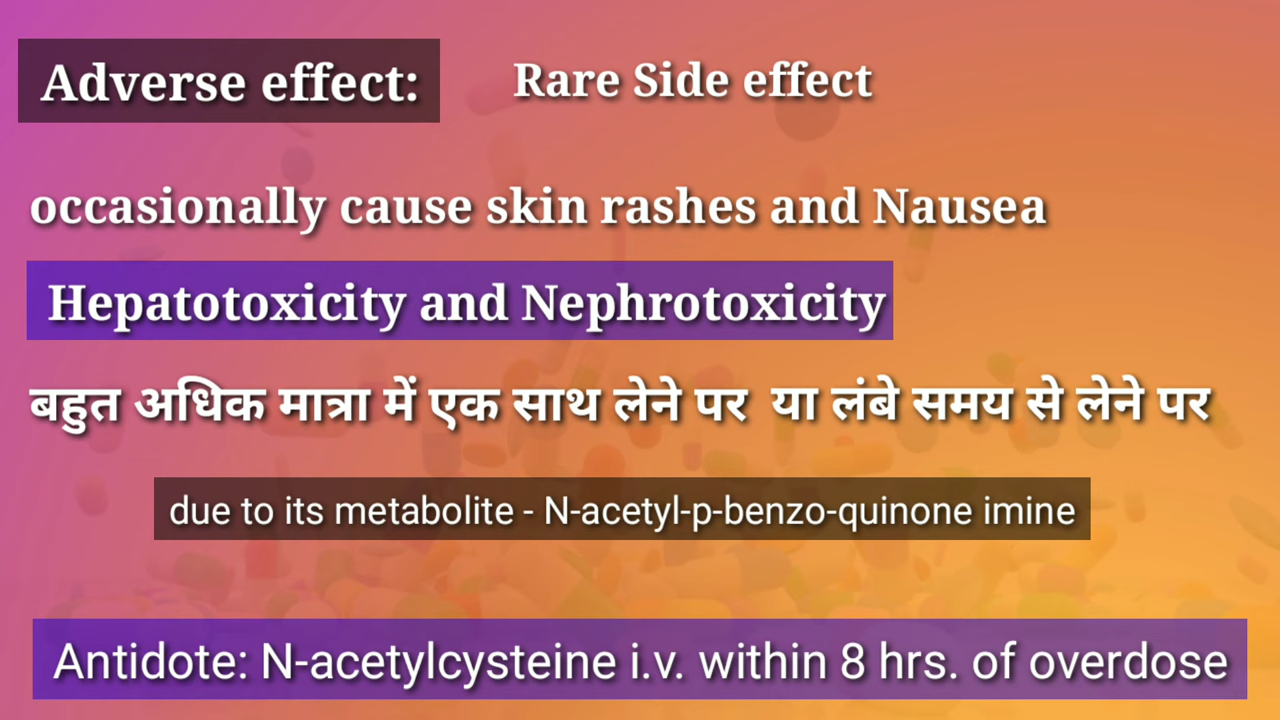 Adverse effect: Rare Side effect
occasionally cause skin rashes and Nausea
Hepatotoxicity and Nephrotoxicity
बहुत अधिक मात्रा में एक साथ लेने पर या लंबे समय से लेने पर
due to its metabolite - N-acetyl-p-benzo-quinone imine
Antidote: N-acetylcysteine i.v. within 8 hrs. of overdose